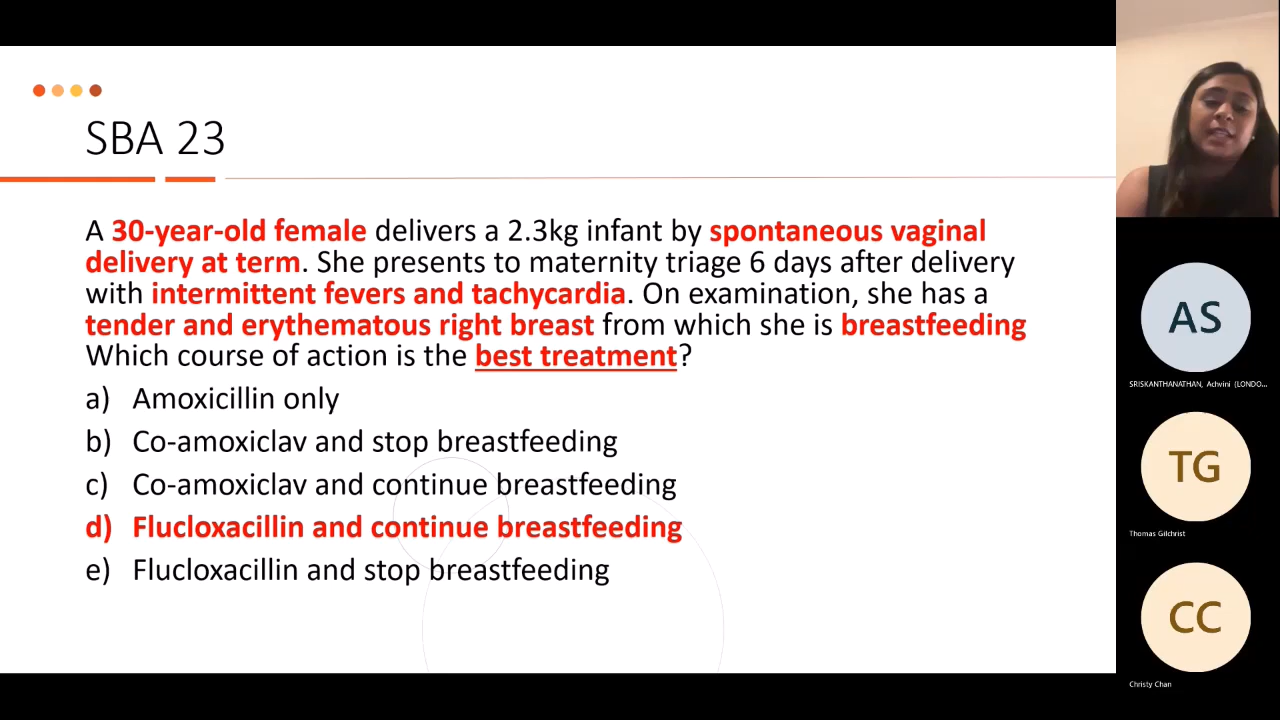 SBA 23
A 30-year-old female delivers a 2.3kg infant by spontaneous vaginal
delivery at term. She presents to maternity triage 6 days after delivery
with intermittent fevers and tachycardia. On examination, she has a
tender and erythematous right breast from which she is breastfeeding
Which course of action is the best treatment?
a) Amoxicillin only
b) Co-amoxiclav and stop breastfeeding
c) Co-amoxiclav and continue breastfeeding
d) Flucloxacillin and continue breastfeeding
e) Flucloxacillin and stop breastfeeding
AS
SRISKANTHANATHAN, Advini (LONDO...
TG
Thomas Gilchrist
CC
Christy Chan